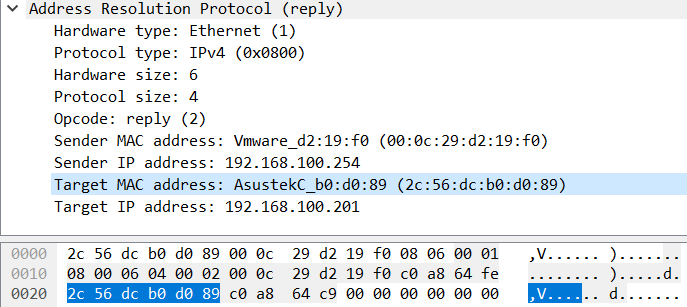 Address Resolution Protocol (reply)
Hardware type: Ethernet (1)
Protocol type: IPv4 (0x0800)
Hardware size: 6
Protocol size: 4
Opcode: reply (2)
Sender MAC address: Vmware_d2:19:f0 (00:0c:29:d2:19:f0)
Sender IP address: 192.168.100.254
Target MAC address: AsustekC_b0:d0:89 (2c:56:dc:b0:d0:89)
Target IP address: 192.168.100.201
0000 2c 56 dc b0 d0 89 00 0c 29 d2 19 f0 08 06 00 01 ,V...... ).......
0010 08 00 06 04 00 02 00 0c 29 d2 19 f0 c0 a8 64 fe ........ ).....d.
0020 2c 56 dc b0 d0 89 c0 a8 64 c9 00 00 00 00 00 00 ,V...... d.......